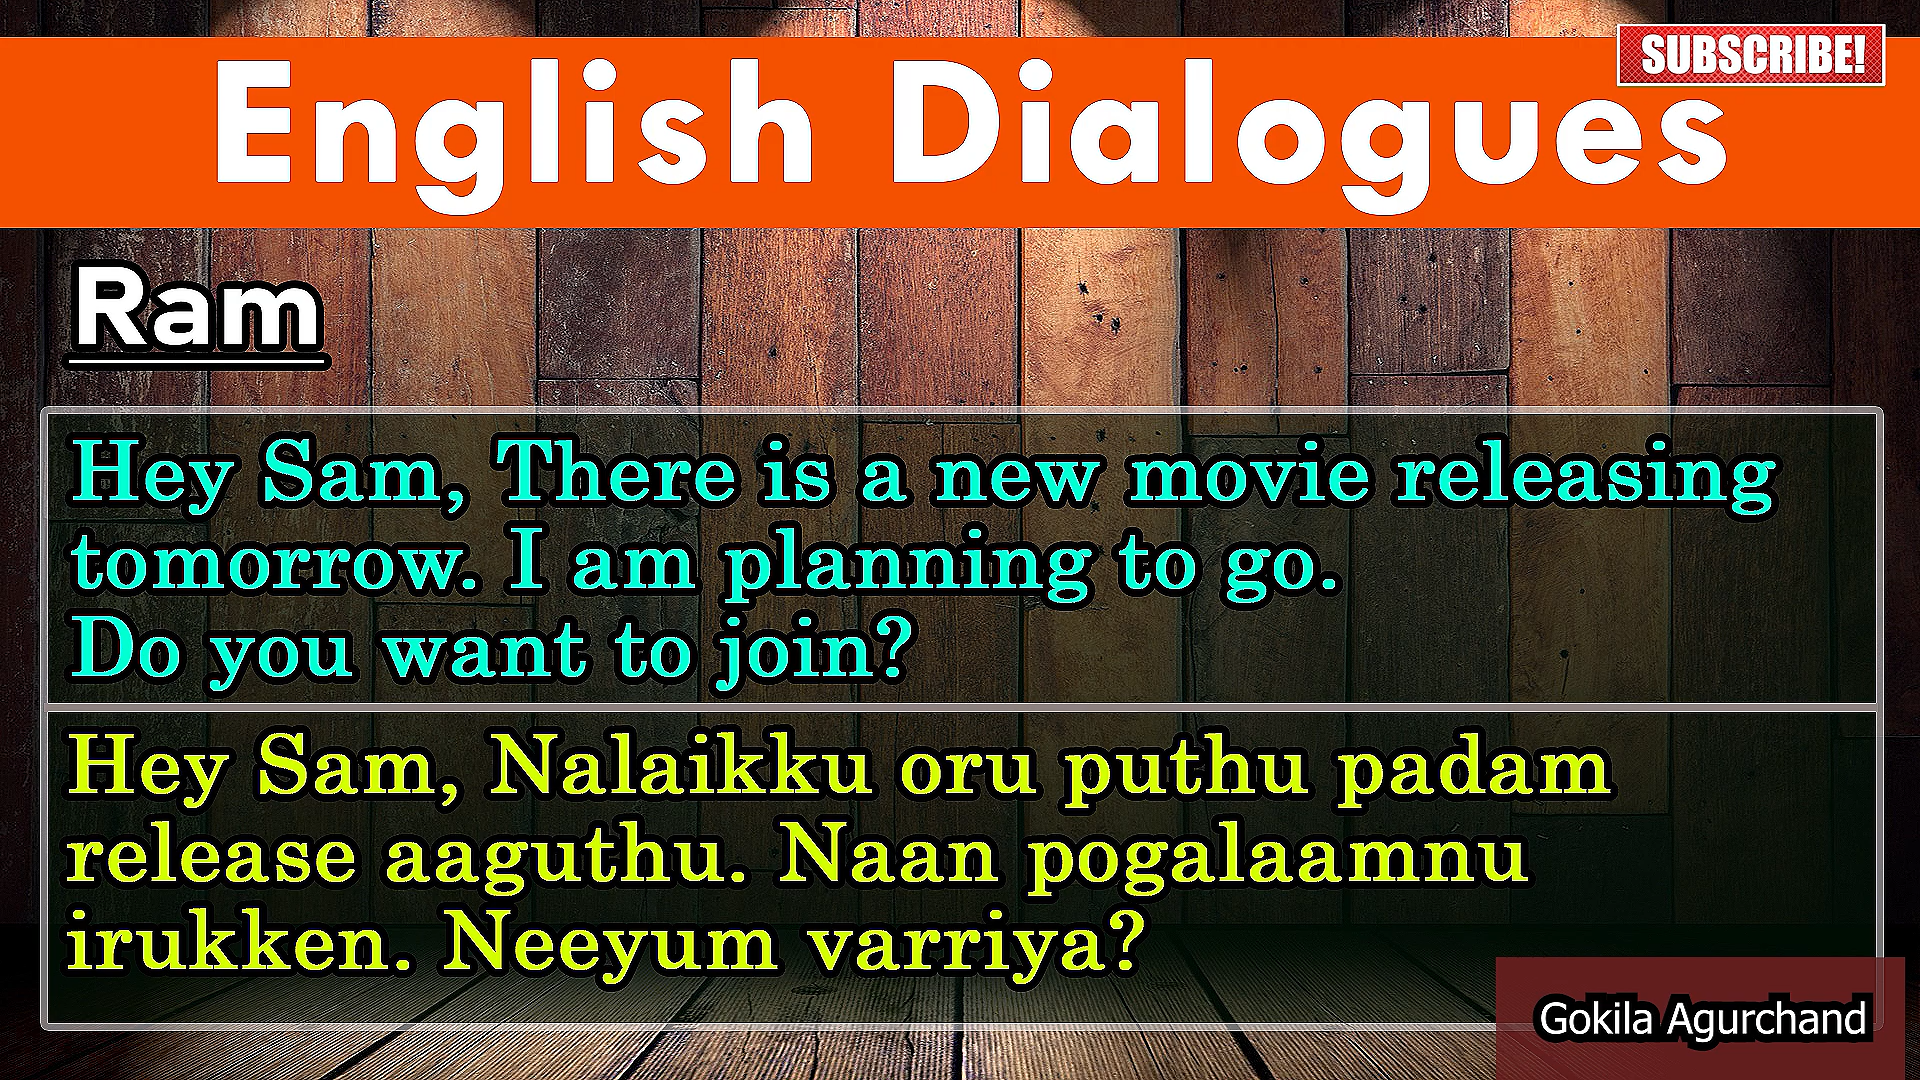 SUBSCRIBE!
English Dialogues
Ram
Hey Sam, There is a new movie releasing
tomorrow. I am planning to go.
Do you want to join?
Hey Sam, Nalaikku oru puthu padam
release aaguthu. Naan pogalaamnu
irukken. Neeyum varriya?
Gokila Agurchand